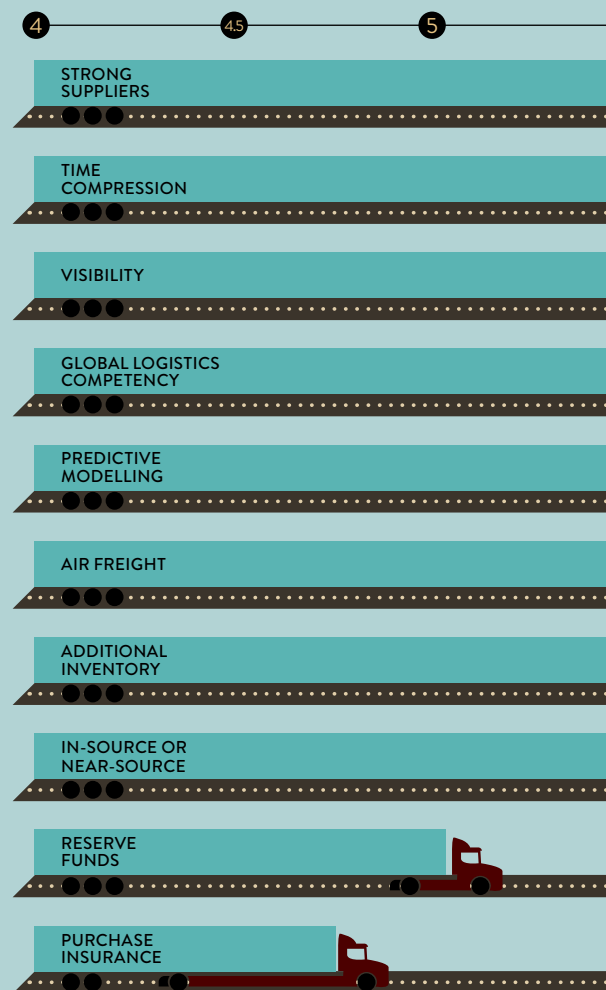 4 4.5 5
STRONG
SUPPLIERS
TIME
COMPRESSION
VISIBILITY
GLOBAL LOGISTICS
COMPETENCY
PREDICTIVE
MODELLING
AIR FREIGHT
ADDITIONAL
INVENTORY
IN-SOURCE OR
NEAR-SOURCE
RESERVE
FUNDS
PURCHASE
INSURANCE